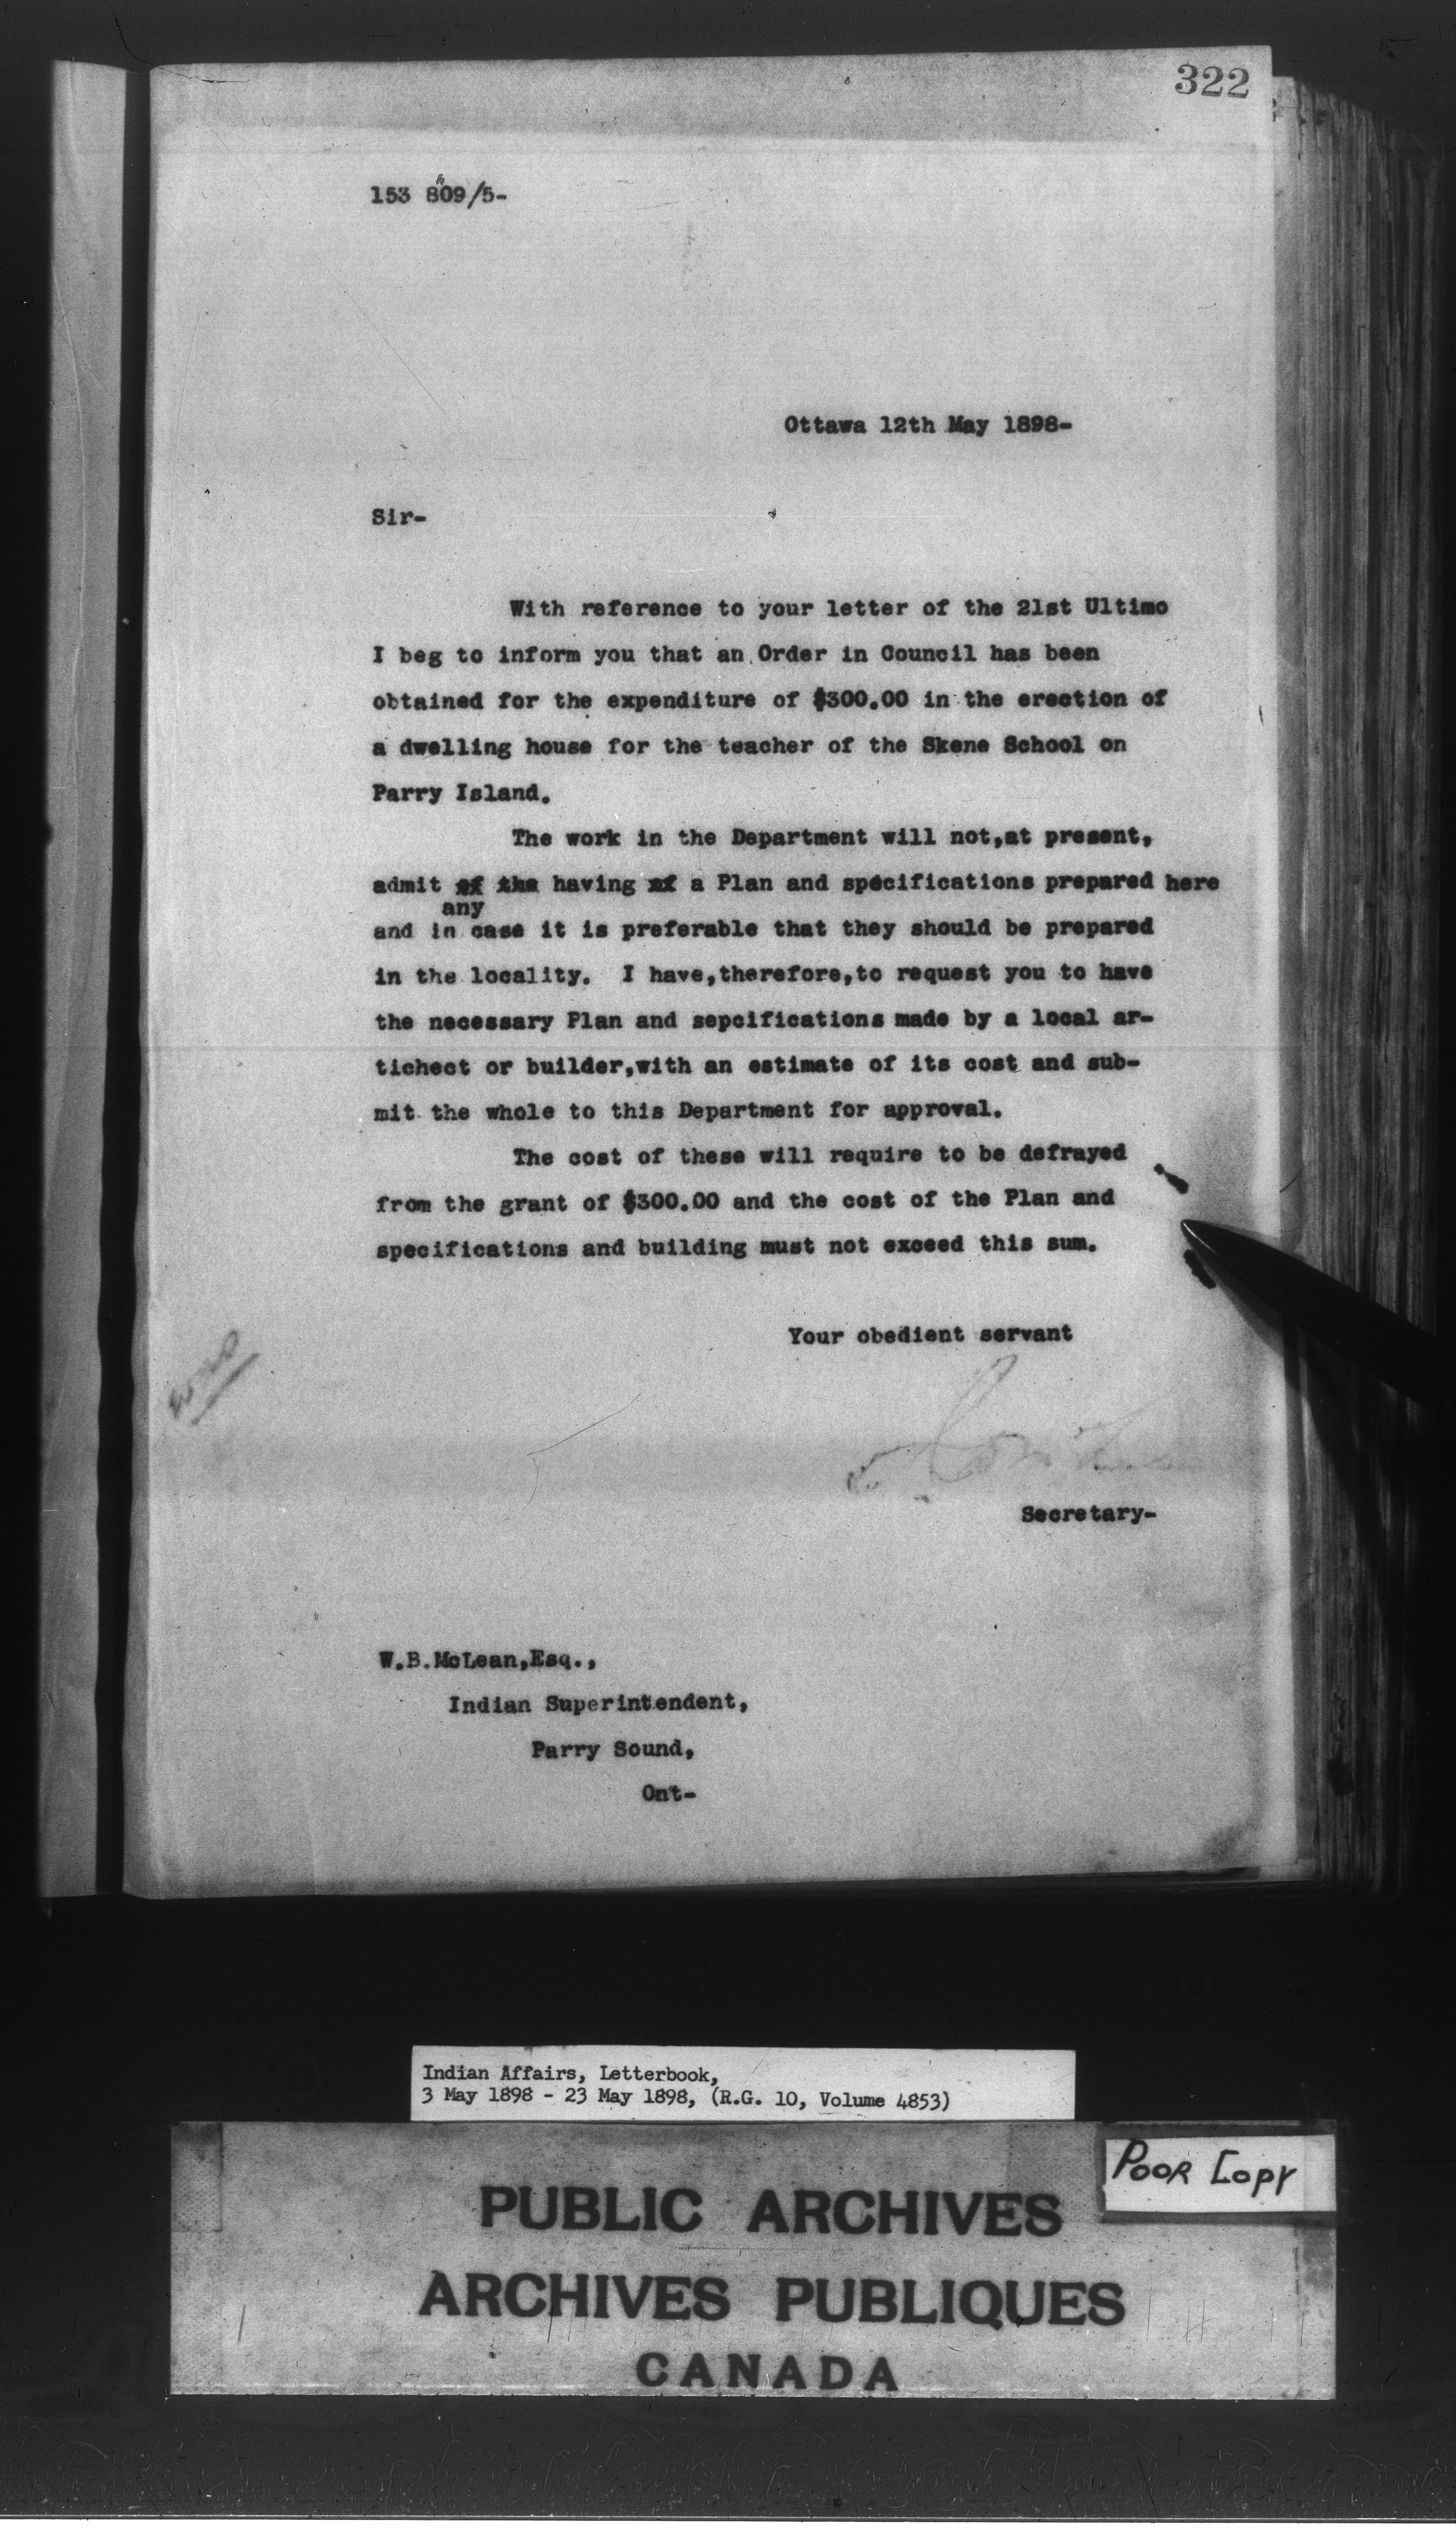 322
153 809/5-
Ottawa 12th May 1898-
Sir-
With reference to your letter of the 21st Ultimo
I beg to inform you that an Order in Council has been
obtained for the expenditure of $300.00 in the erection of
a dwelling house for the teacher of the Skene School on
Parry Island.
The work in the Department will not,at present,
admit of the having of a Plan and specifications prepared here
any
and in case it is preferable that they should be prepared
in the locality. I have,therefore,to request you to have
the necessary Plan and sepcifications made by a local ar-
tichect or builder,with an estimate of its cost and sub-
mit the whole to this Department for approval.
The cost of these will require to be defrayed
from the grant of $300.00 and the cost of the Plan and
specifications and building must not exceed this sum.
Your obedient servant
Secretary-
W.B.McLean,Esq.,
Indian Superintendent,
Parry Sound,
Ont-
Indian Affairs, Letterbook,
3 May 1898 - 23 May 1898, (R.G. 10, Volume 4853)
Poor Copy
PUBLIC ARCHIVES
ARCHIVES PUBLIQUES
CANADA